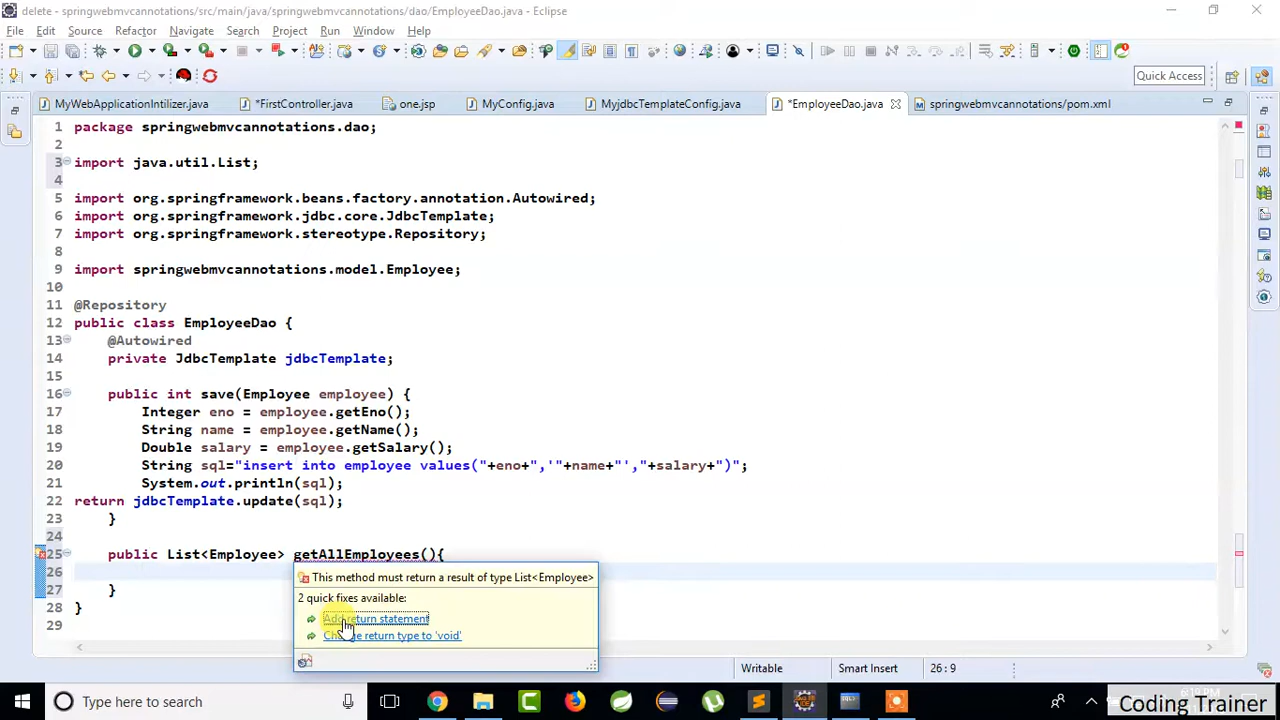 delete - springwebmvcannotations/src/main/java/springwebmvcannotations/dao/EmployeeDao.java - Eclipse
File Edit Source Refactor Navigate Search Project Run Window Help
Quick Access
MyWebApplicationIntilizer.java *FirstController.java one.jsp MyConfig.java MyjdbcTemplateConfig.java *EmployeeDao.java springwebmvcannotations/pom.xml
1 package springwebmvcannotations.dao;
2
3 import java.util.List;
4
5 import org.springframework.beans.factory.annotation.Autowired;
6 import org.springframework.jdbc.core.JdbcTemplate;
7 import org.springframework.stereotype.Repository;
8
9 import springwebmvcannotations.model.Employee;
10
11 @Repository
12 public class EmployeeDao {
13 @Autowired
14 private JdbcTemplate jdbcTemplate;
15
16 public int save(Employee employee) {
17 Integer eno = employee.getEno();
18 String name = employee.getName();
19 Double salary = employee.getSalary();
20 String sql="insert into employee values("+eno+",'"+name+"',"+salary+")";
21 System.out.println(sql);
22 return jdbcTemplate.update(sql);
23 }
24
25 public List<Employee> getAllEmployees(){
26
27 }
28 }
29
This method must return a result of type List<Employee>
2 quick fixes available:
Add return statement
Change return type to 'void'
Writable Smart Insert 26 : 9
Type here to search
Coding Trainer